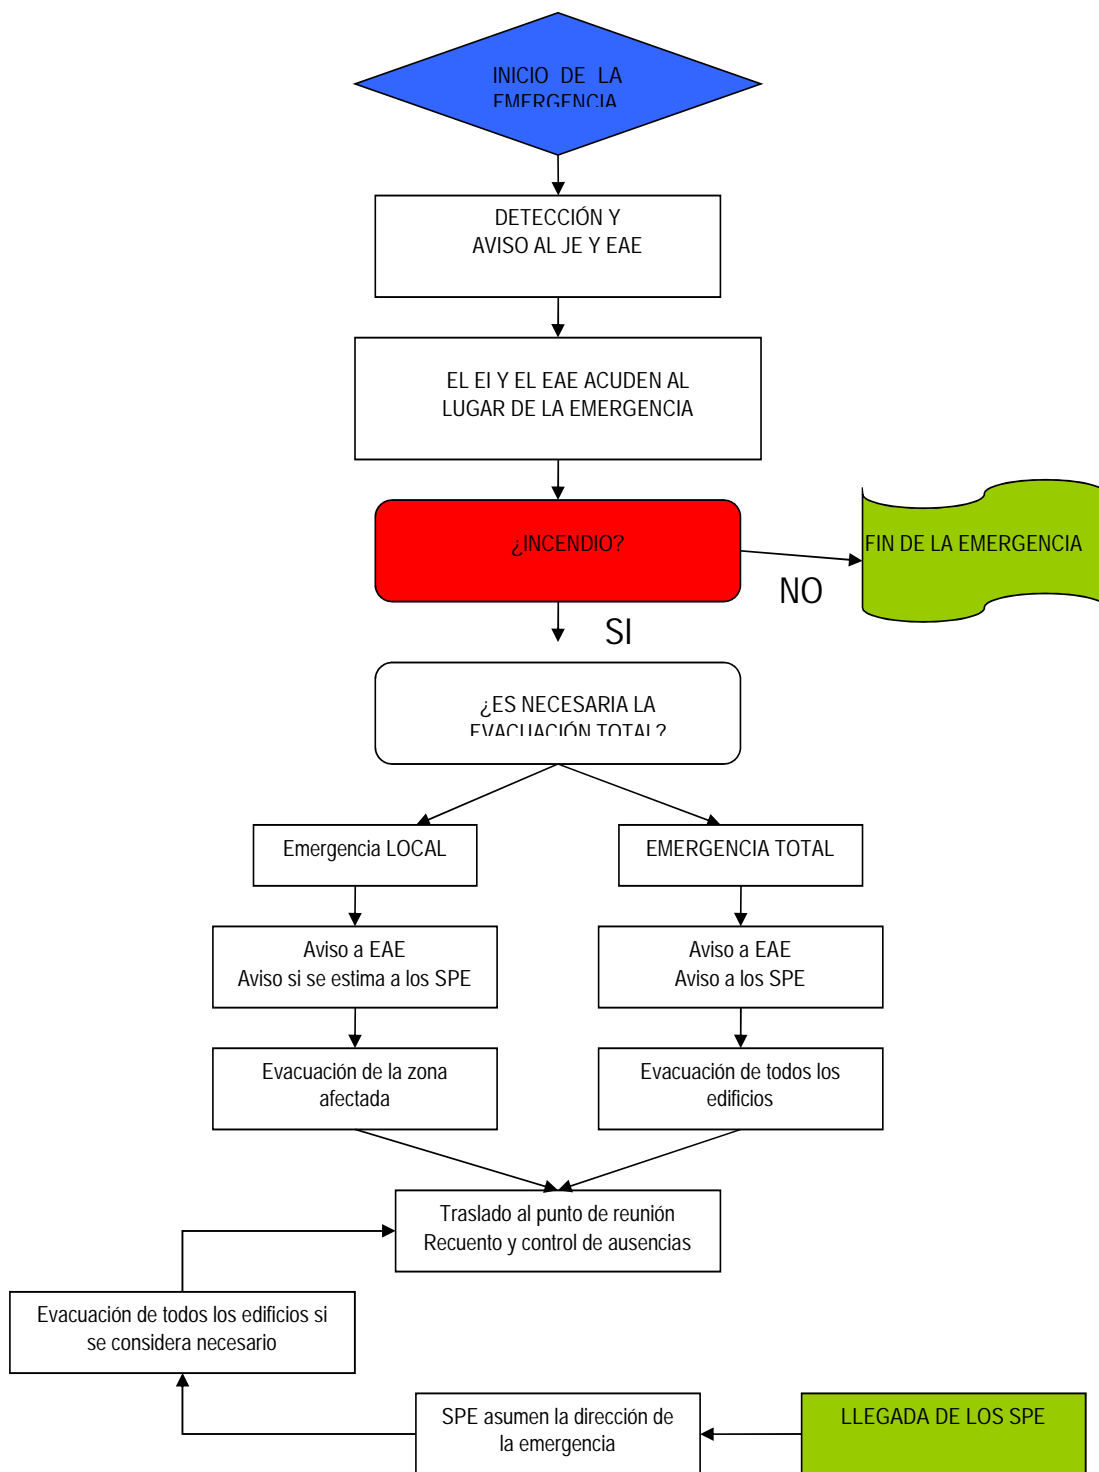 INICIO DE LA
EMERGENCIA
DETECCIÓN Y
AVISO AL JE Y EAE
EL EI Y EL EAE ACUDEN AL
LUGAR DE LA EMERGENCIA
¿INCENDIO?
FIN DE LA EMERGENCIA
NO
SI
¿ES NECESARIA LA
EVACUACIÓN TOTAL?
Emergencia LOCAL
EMERGENCIA TOTAL
Aviso a EAE
Aviso si se estima a los SPE
Aviso a EAE
Aviso a los SPE
Evacuación de la zona
afectada
Evacuación de todos los
edificios
Traslado al punto de reunión
Recuento y control de ausencias
Evacuación de todos los edificios si
se considera necesario
SPE asumen la dirección de
la emergencia
LLEGADA DE LOS SPE